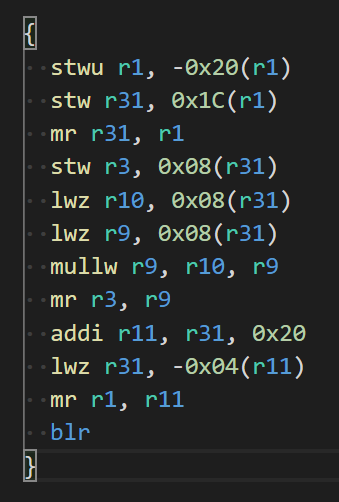 {
stwu r1, -0x20(r1)
stw r31, 0x1C(r1)
mr r31, r1
stw r3, 0x08(r31)
lwz r10, 0x08(r31)
lwz r9, 0x08(r31)
mullw r9, r10, r9
mr r3, r9
addi r11, r31, 0x20
lwz r31, -0x04(r11)
mr r1, r11
blr
}